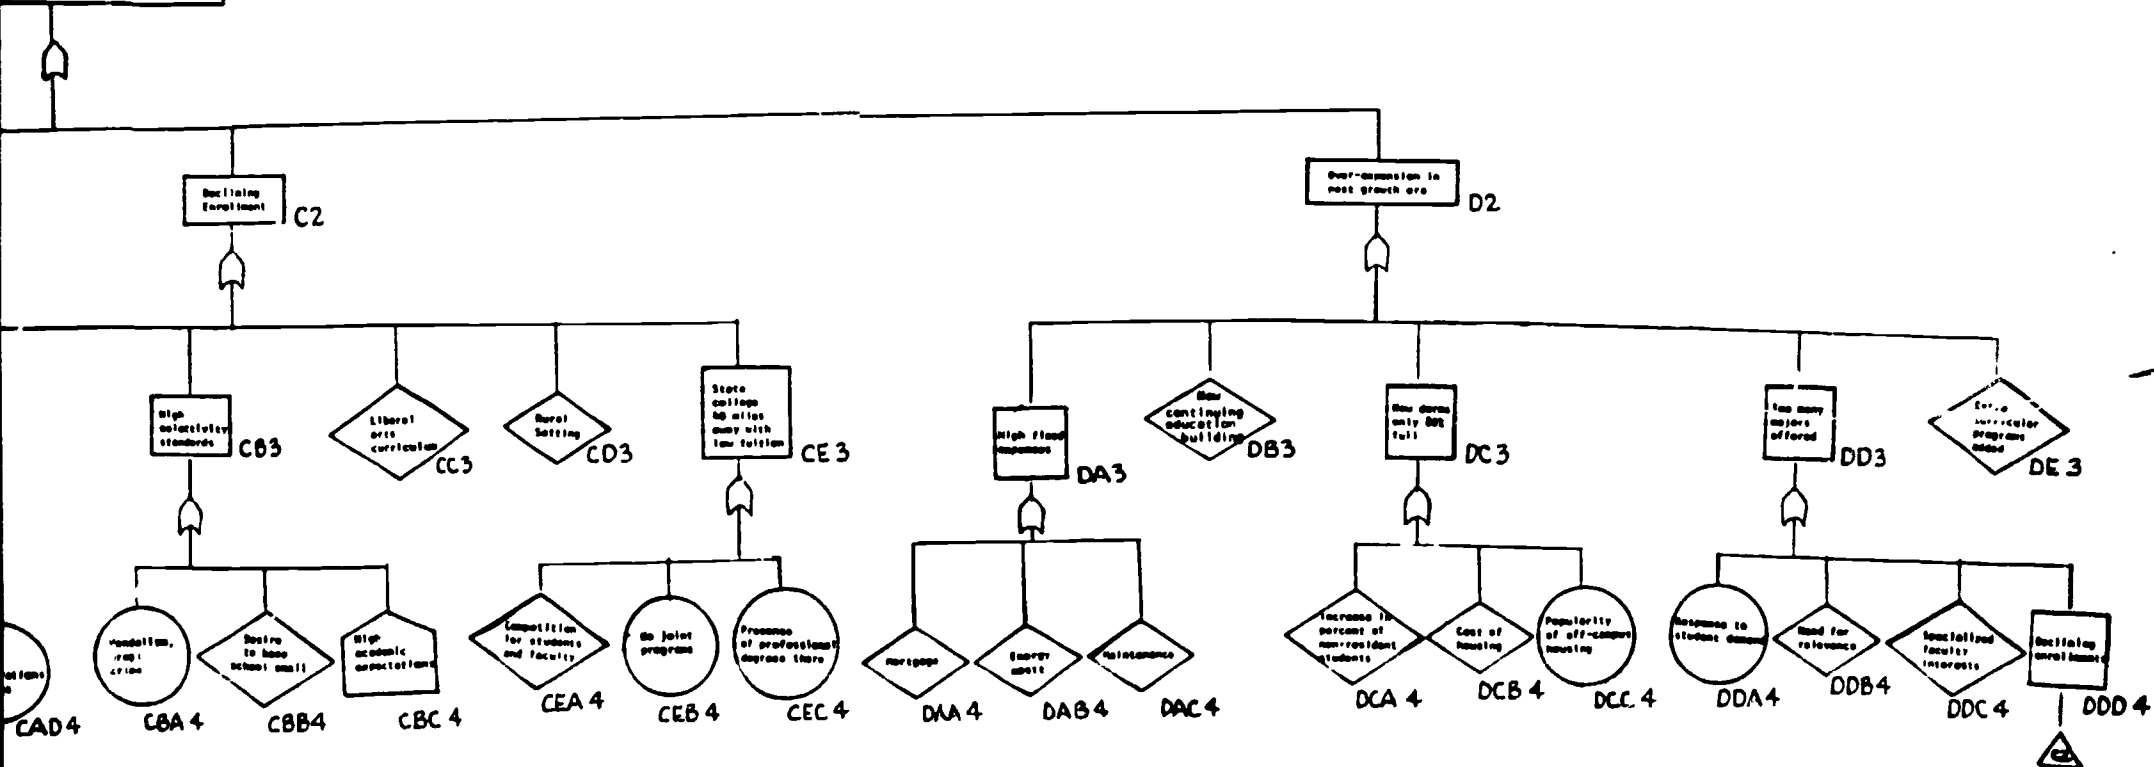 Declining
Enrollment
C2
Over-expansion in
past growth era
D2
High
selectivity
standards
CB3
Liberal
arts
curriculum
CC3
Rural
Setting
CD3
State
college
away with
low tuition
CE3
High fixed
expenses
DA3
New
continuing
education
building
DB3
New dorms
only 80%
full
DC3
Too many
majors
offered
DD3
programs
added
DE3
CAD4
Vandalism,
CBA4
Desire
to keep
school small
CBB4
High
academic
expectations
CBC4
Competition
for students
and faculty
CEA4
No joint
programs
CEB4
Presence
of professional
degrees there
CEC4
Mortgage
DAA4
Energy
DAB4
Maintenance
DAC4
Increase in
percent of
non-resident
students
DCA4
Cost of
housing
DCB4
Popularity
of off-campus
housing
DCC4
Response to
student demand
DDA4
Need for
relevance
DDB4
Specialized
faculty
interests
DDC4
Declining
enrollments
DDD4
C2